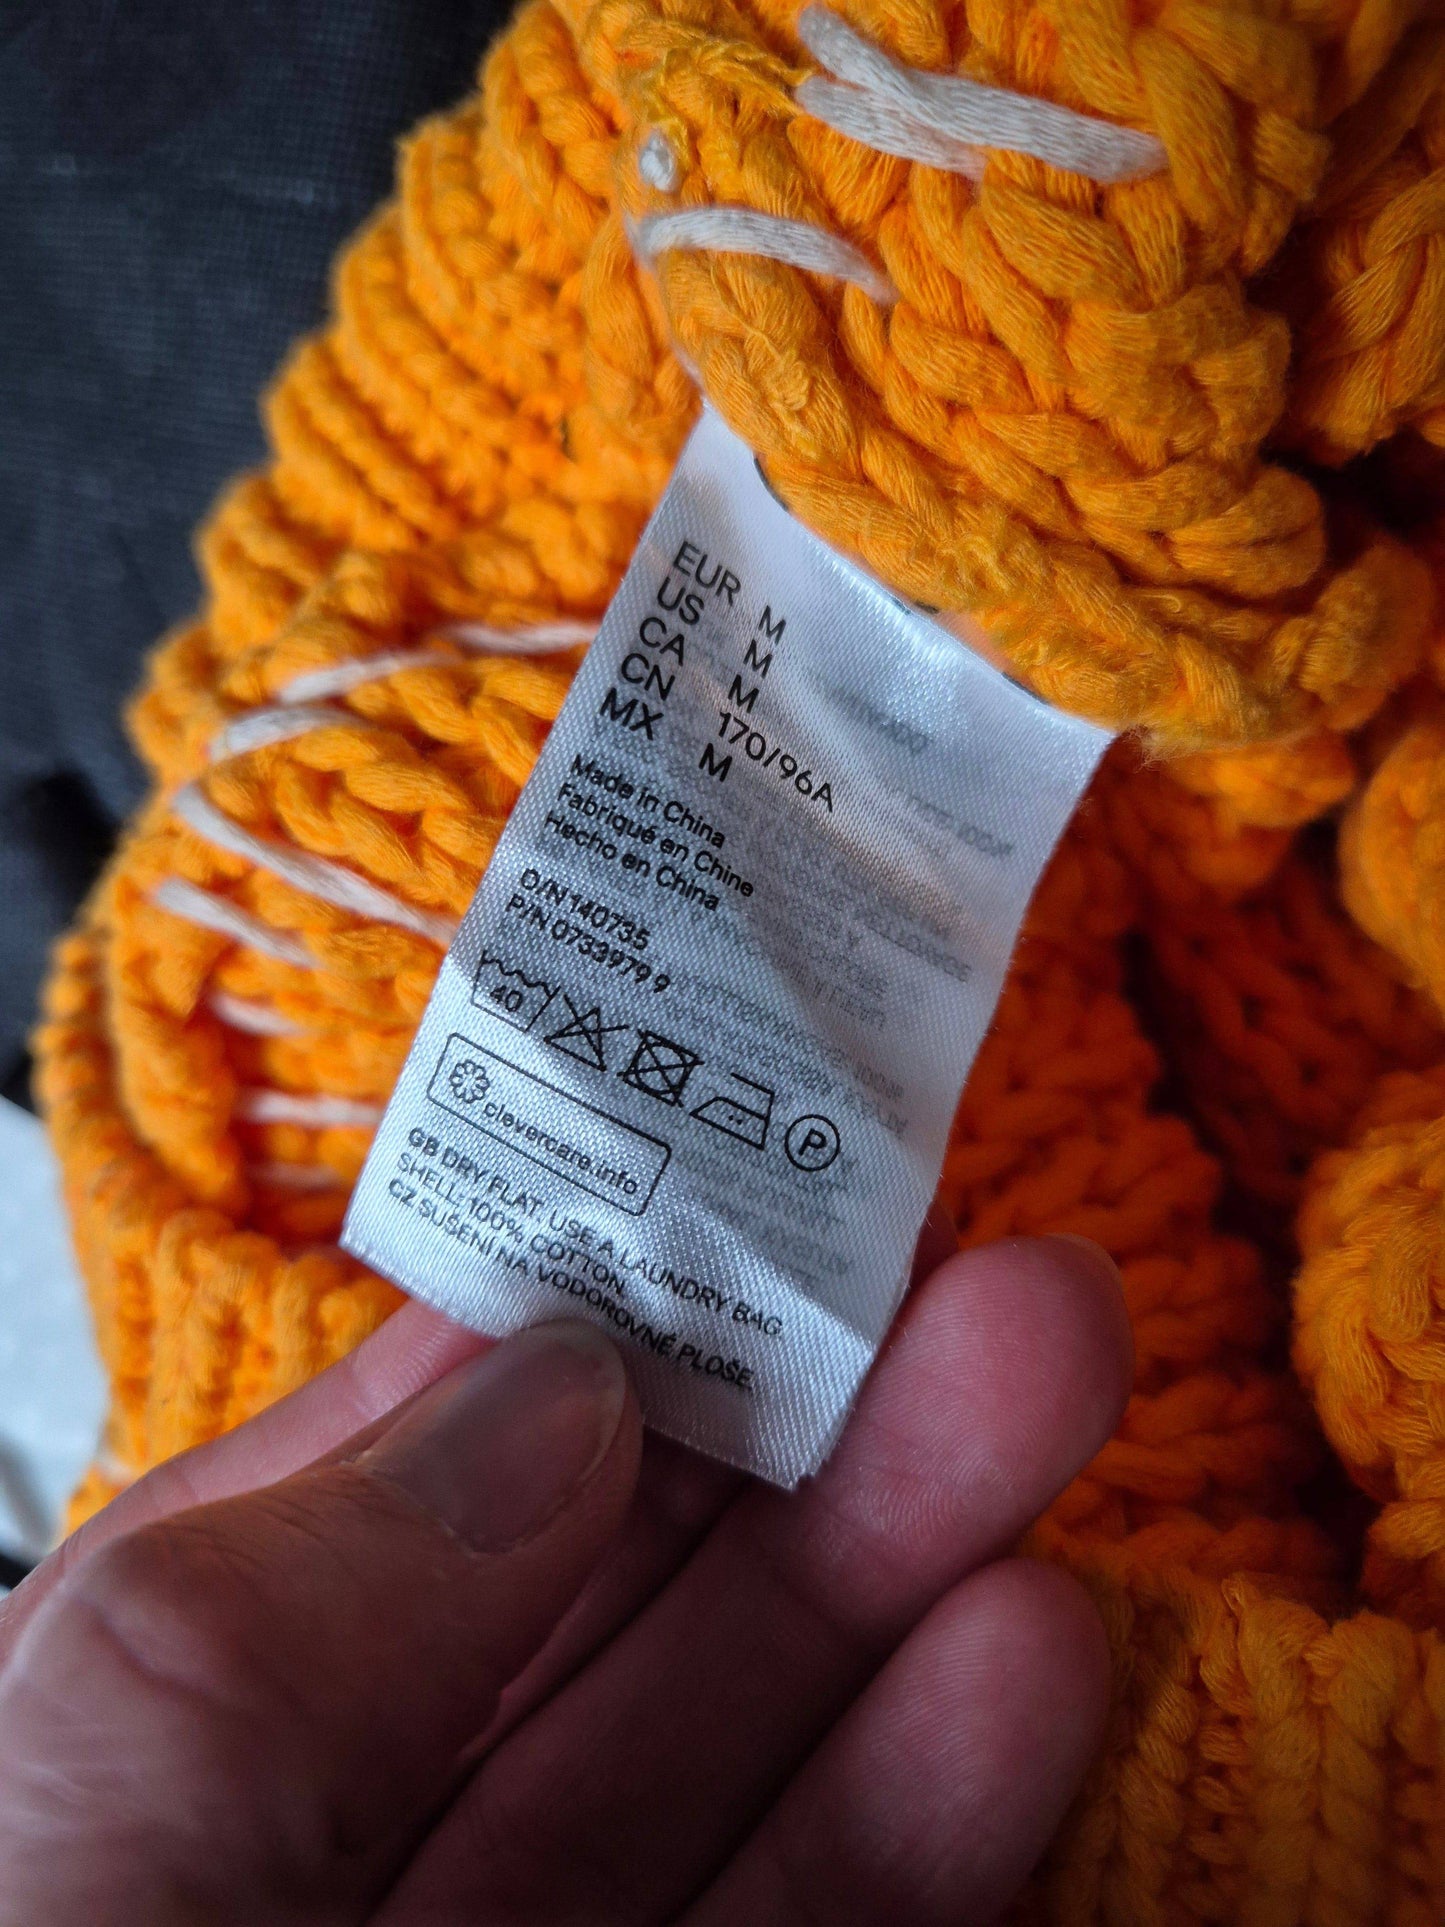 EUR M
US M
CA M
CN 170/96A
MX M
Made in China
Fabriqué en Chine
Hecho en China
O/N 140735
P/N 0733979 9
40
P
clevercare.info
GB DRY FLAT. USE A LAUNDRY BAG
SHELL: 100% COTTON
CZ SUŠENÍ NA VODOROVNÉ PLOŠE.